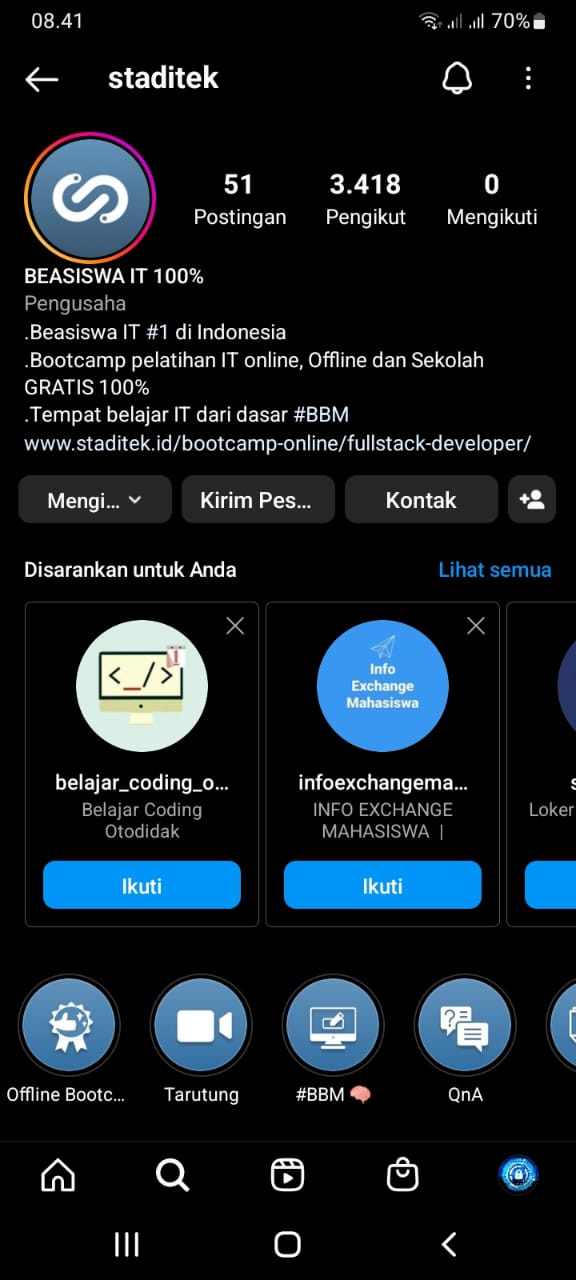 08.41
70%
staditek
51
3.418
0
Postingan
Pengikut
Mengikuti
BEASISWA IT 100%
Pengusaha
.Beasiswa IT #1 di Indonesia
.Bootcamp pelatihan IT online, Offline dan Sekolah
GRATIS 100%
.Tempat belajar IT dari dasar #BBM
www.staditek.id/bootcamp-online/fullstack-developer/
Mengi...
Kirim Pes...
Kontak
Disarankan untuk Anda
Lihat semua
belajar_coding_o...
Belajar Coding
Otodidak
Ikuti
Info
Exchange
Mahasiswa
infoexchangema...
INFO EXCHANGE
MAHASISWA |
Ikuti
s
Loker
Offline Bootc...
Tarutung
#BBM 🧠
QnA